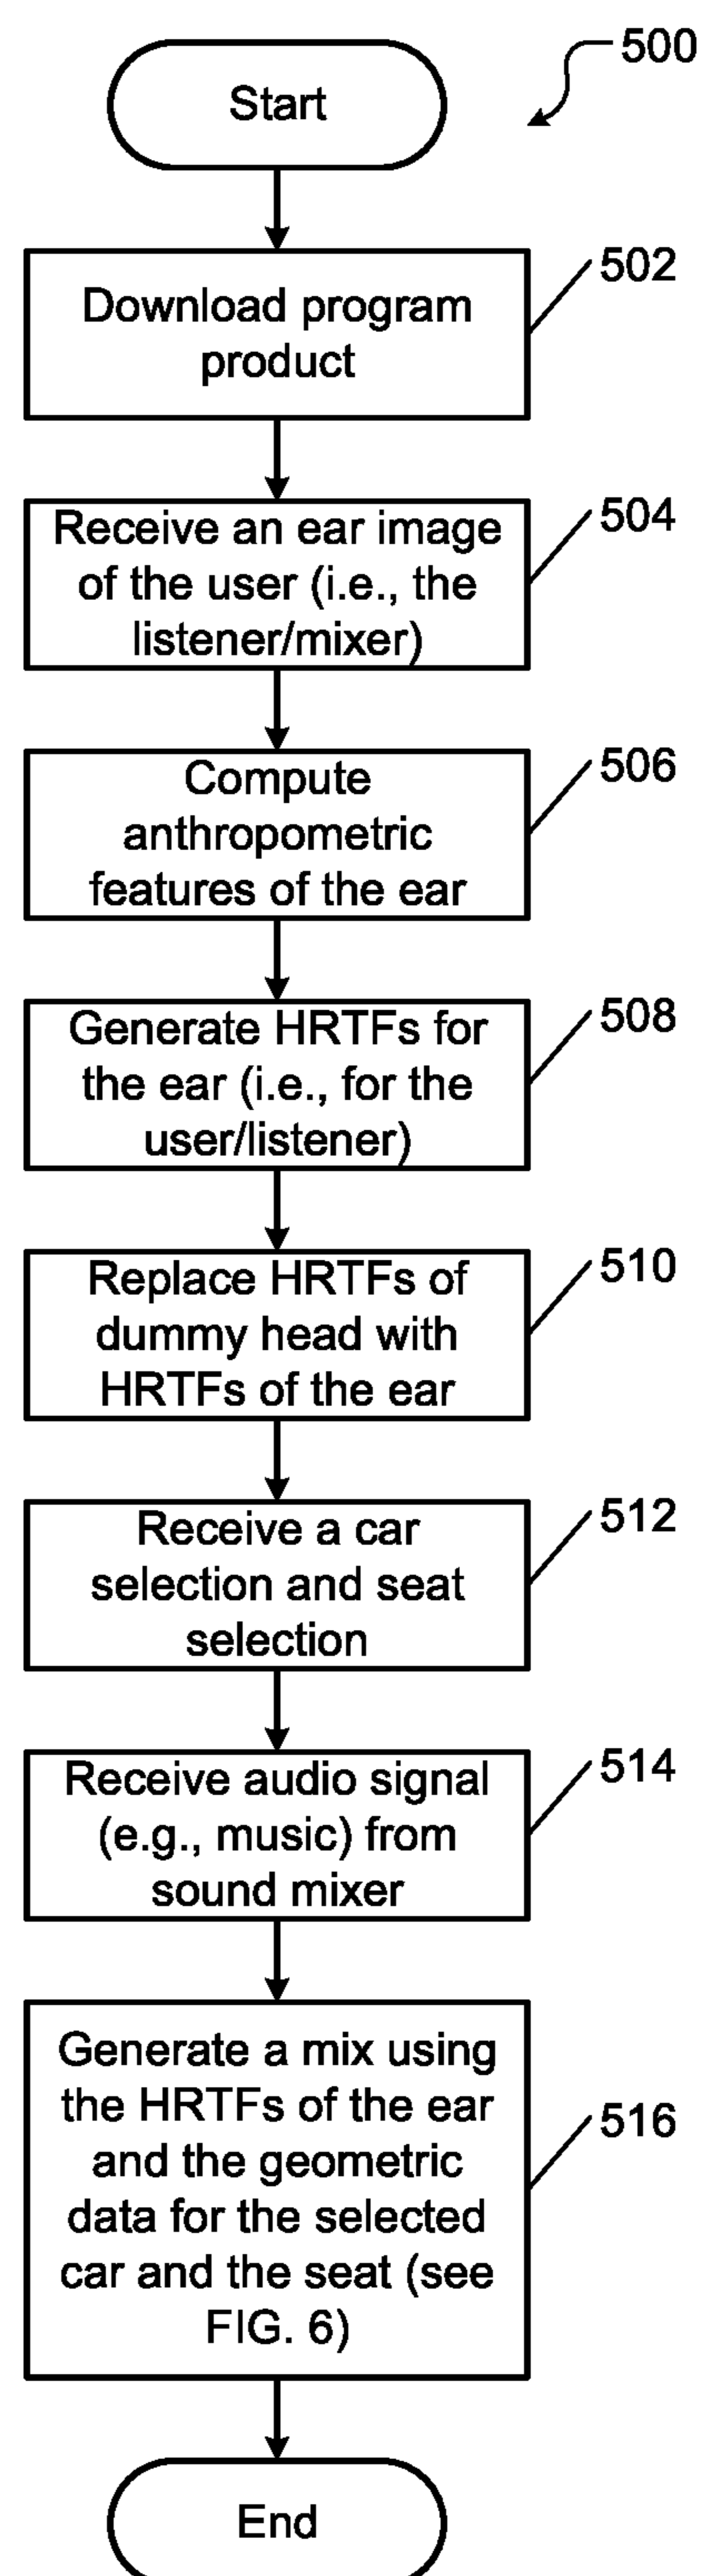 Start
500
Download program
product
502
Receive an ear image
of the user (i.e., the
listener/mixer)
504
Compute
anthropometric
features of the ear
506
Generate HRTFs for
the ear (i.e., for the
user/listener)
508
Replace HRTFs of
dummy head with
HRTFs of the ear
510
Receive a car
selection and seat
selection
512
Receive audio signal
(e.g., music) from
sound mixer
514
Generate a mix using
the HRTFs of the ear
and the geometric
data for the selected
car and the seat (see
FIG. 6)
516
End